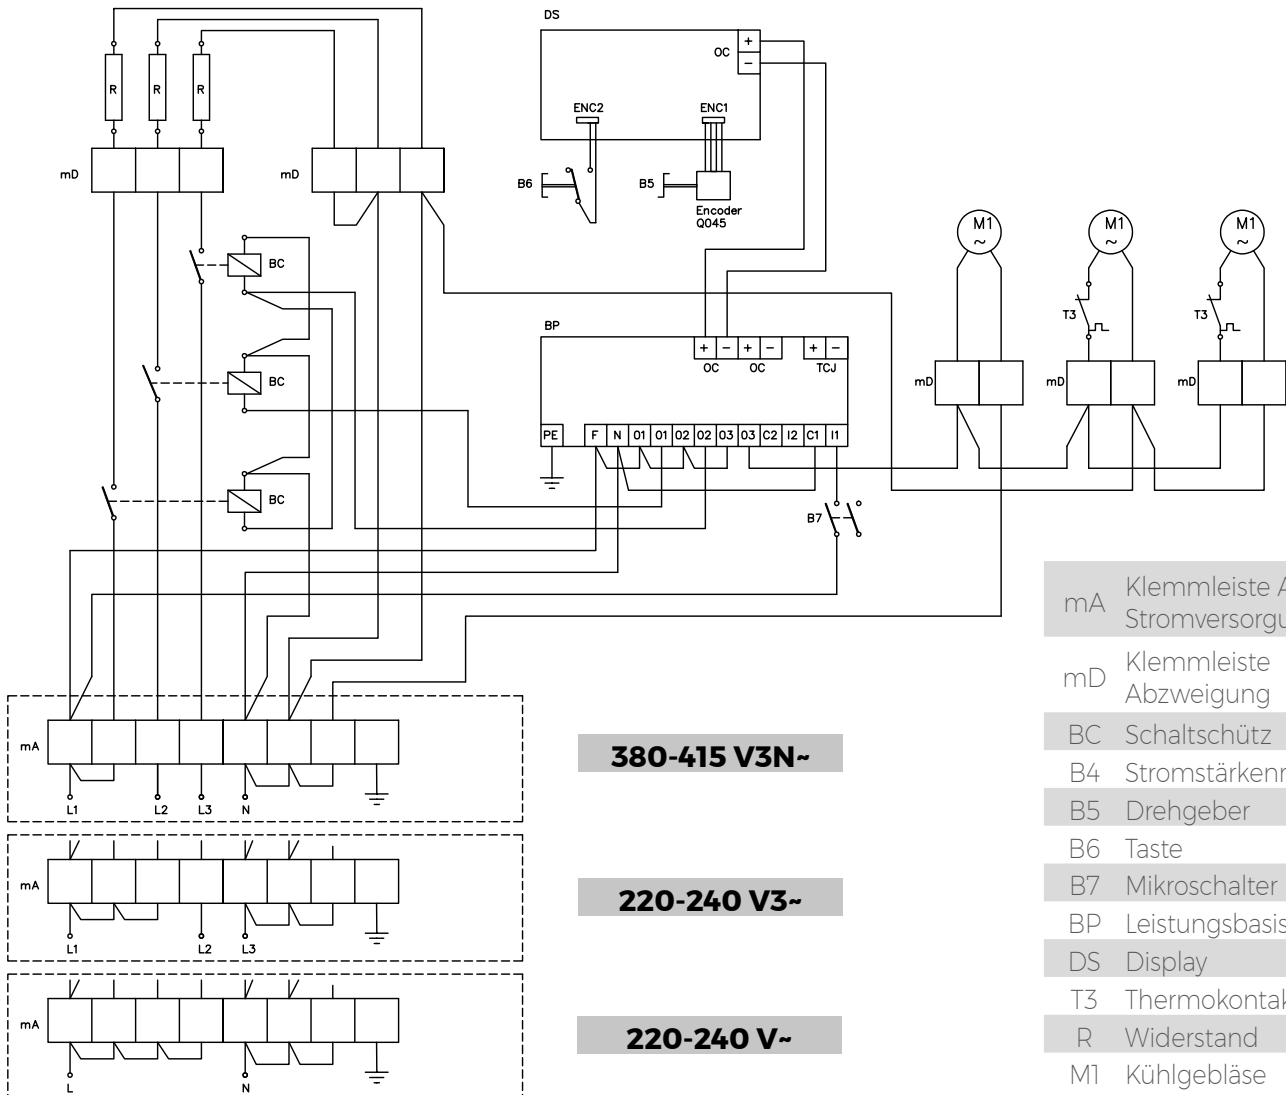 DS
OC + −
R R R
ENC2 ENC1
mD mD
B6 B5
Encoder
Q045
M1 ~ M1 ~ M1 ~
BC
T3 T3
BP
+ − + − + −
OC OC TCJ
BC
mD mD mD
PE F N 01 01 02 02 03 03 C2 I2 C1 I1
BC
B7
mA
L1 L2 L3 N
380-415 V3N~
mA
L1 L2 L3
220-240 V3~
mA
L N
220-240 V~
mA Klemmleiste
mD Klemmleiste
Abzweigung
BC Schaltschütz
B4
B5 Drehgeber
B6 Taste
B7 Mikroschalter
BP Leistungsbasis
DS Display
T3
R Widerstand
M1 Kühlgebläse